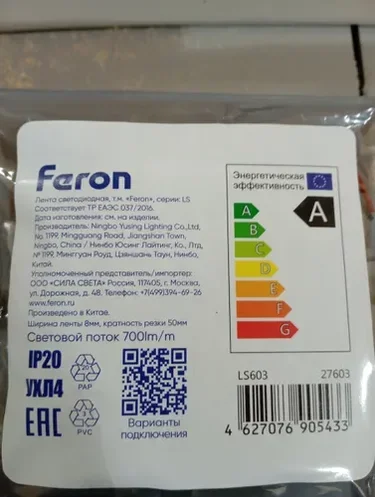 Feron
Лента светодиодная, т.м. «Feron», серии: LS
Соответствует ТР ЕАЭС 037/2016.
Дата изготовления: см. на изделии.
Производитель: Ningbo Yusing Lighting Co.,Ltd,
No. 1199, Mingguang Road, Jiangshan Town,
Ningbo, China / Нинбо Юсинг Лайтинг, Ко., Лтд,
№ 1199, Мингуанг Роуд, Цзяншань Таун, Нинбо,
Китай.
Уполномоченный представитель/импортер:
ООО «СИЛА СВЕТА» Россия, 117405, г. Москва,
ул. Дорожная, д. 48. Телефон: +7(499)394-69-26
www.feron.ru
Произведено в Китае.
Ширина ленты 8мм, кратность резки 50мм
Световой поток 700lm/m
IP20
УХЛ4
EAC
PAP
PVC
Варианты
подключения
Энергетическая
эффективность
A
A
B
C
D
E
F
G
LS603 27603
4 627076 905433